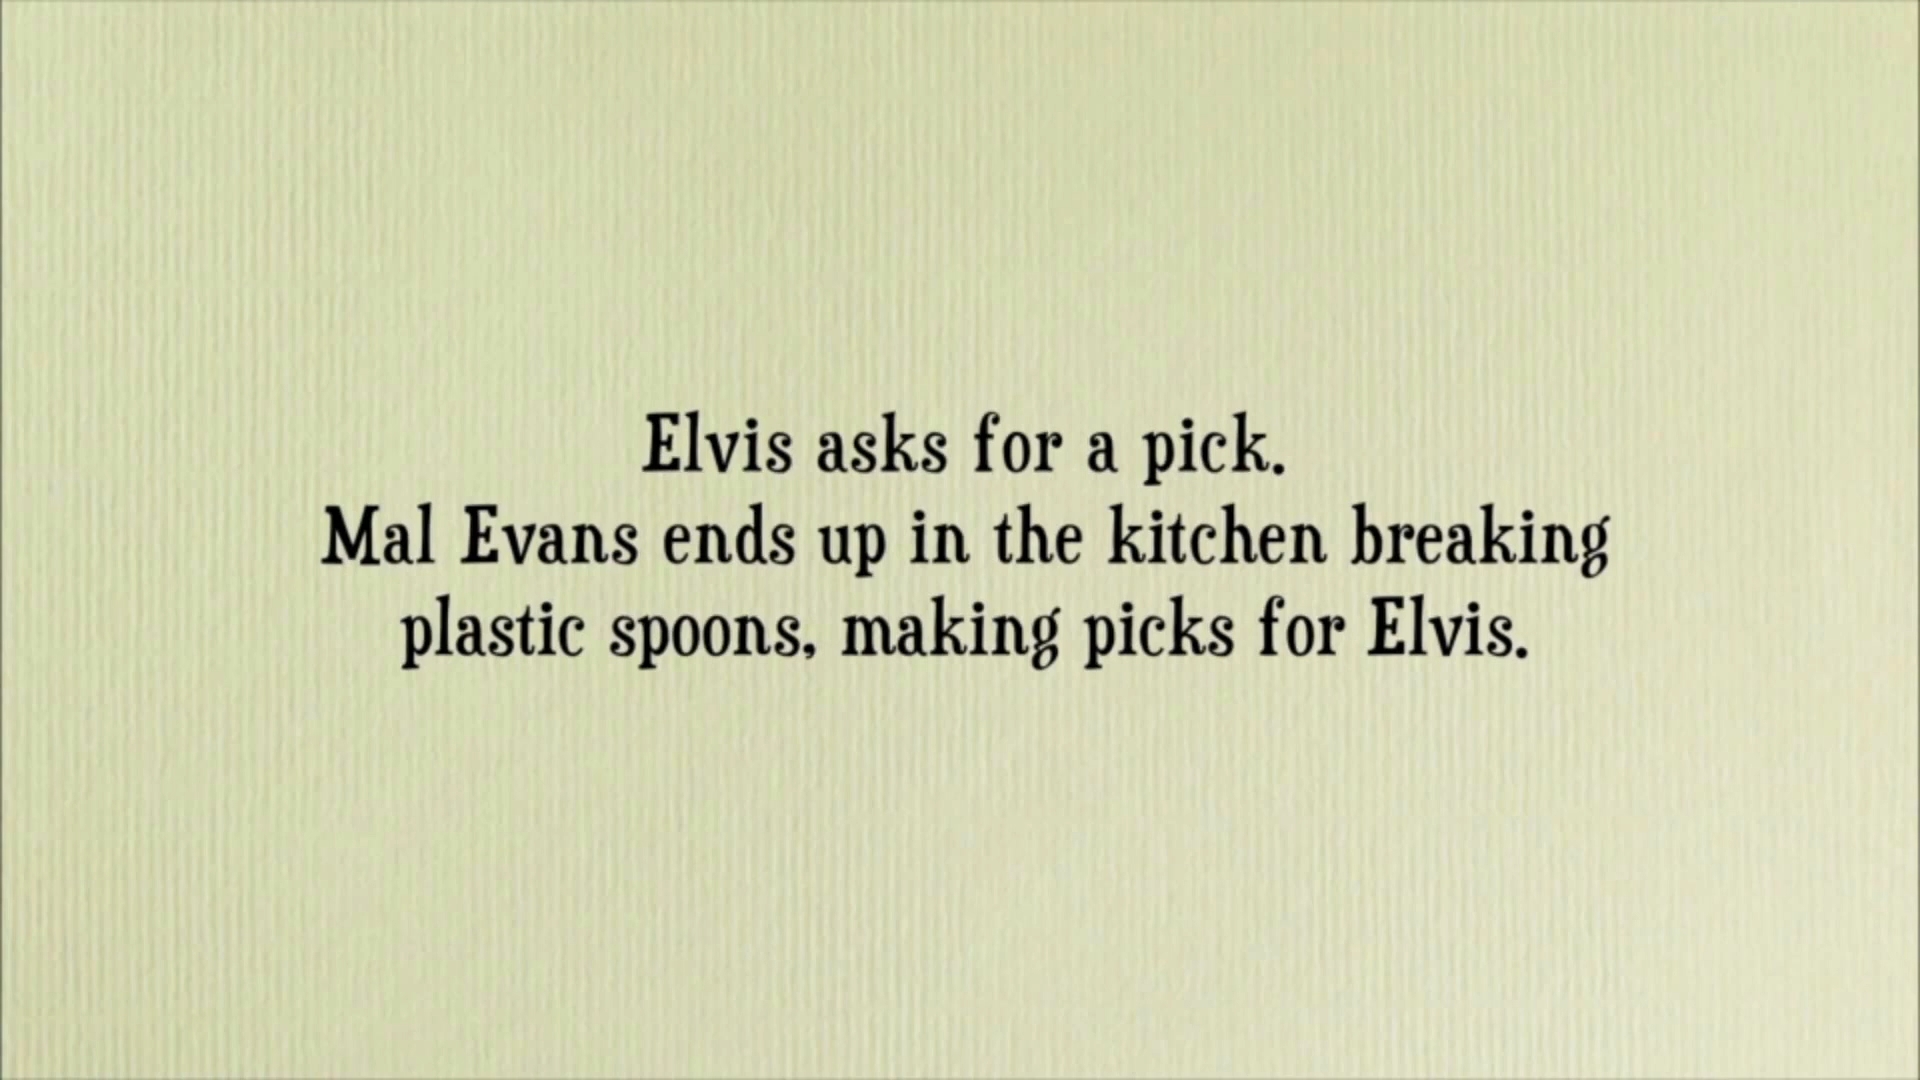 Elvis asks for a pick.
Mal Evans ends up in the kitchen breaking
plastic spoons, making picks for Elvis.